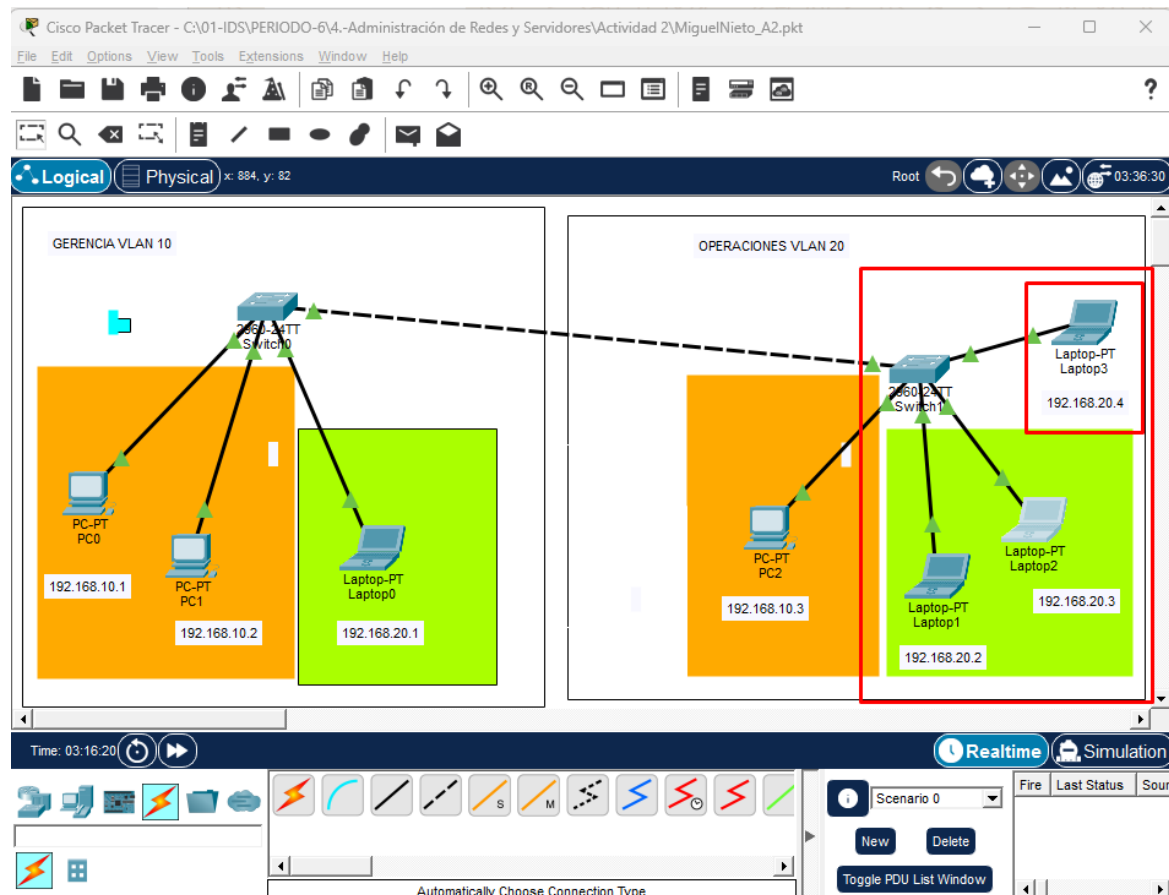 Cisco Packet Tracer - C:\01-IDS\PERIODO-6\4.-Administración de Redes y Servidores\Actividad 2\MiguelNieto_A2.pkt
File Edit Options View Tools Extensions Window Help
?
Logical Physical x: 884, y: 82 Root 03:36:30
GERENCIA VLAN 10
OPERACIONES VLAN 20
2960-24TT
Switch0
Laptop-PT
Laptop3
192.168.20.4
2960-24TT
Switch1
PC-PT
PC0
192.168.10.1
PC-PT
PC1
192.168.10.2
Laptop-PT
Laptop0
192.168.20.1
PC-PT
PC2
192.168.10.3
Laptop-PT
Laptop2
192.168.20.3
Laptop-PT
Laptop1
192.168.20.2
Time: 03:16:20 Realtime Simulation
S M
Scenario 0
Fire Last Status Sour
New Delete
Toggle PDU List Window
Automatically Choose Connection Type